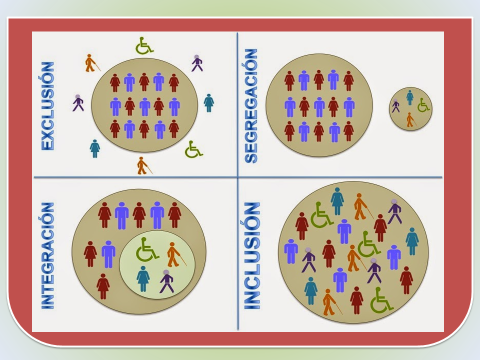 EXCLUSIÓN
SEGREGACIÓN
INTEGRACIÓN
INCLUSIÓN